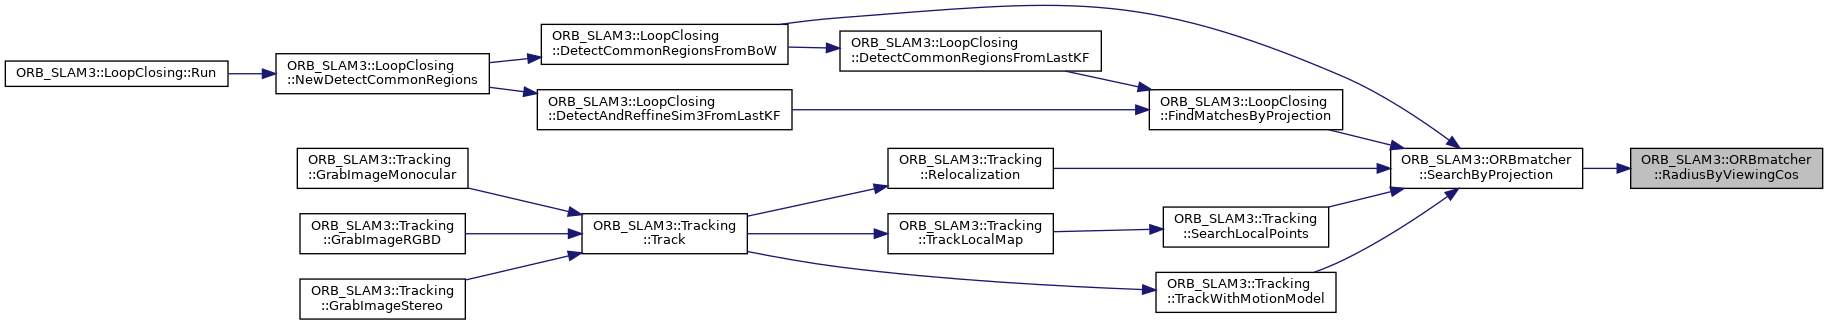 ORB_SLAM3::LoopClosing::Run
ORB_SLAM3::LoopClosing
::NewDetectCommonRegions
ORB_SLAM3::LoopClosing
::DetectCommonRegionsFromBoW
ORB_SLAM3::LoopClosing
::DetectCommonRegionsFromLastKF
ORB_SLAM3::LoopClosing
::DetectAndReffineSim3FromLastKF
ORB_SLAM3::LoopClosing
::FindMatchesByProjection
ORB_SLAM3::Tracking
::GrabImageMonocular
ORB_SLAM3::Tracking
::GrabImageRGBD
ORB_SLAM3::Tracking
::GrabImageStereo
ORB_SLAM3::Tracking
::Track
ORB_SLAM3::Tracking
::Relocalization
ORB_SLAM3::Tracking
::TrackLocalMap
ORB_SLAM3::Tracking
::SearchLocalPoints
ORB_SLAM3::Tracking
::TrackWithMotionModel
ORB_SLAM3::ORBmatcher
::SearchByProjection
ORB_SLAM3::ORBmatcher
::RadiusByViewingCos